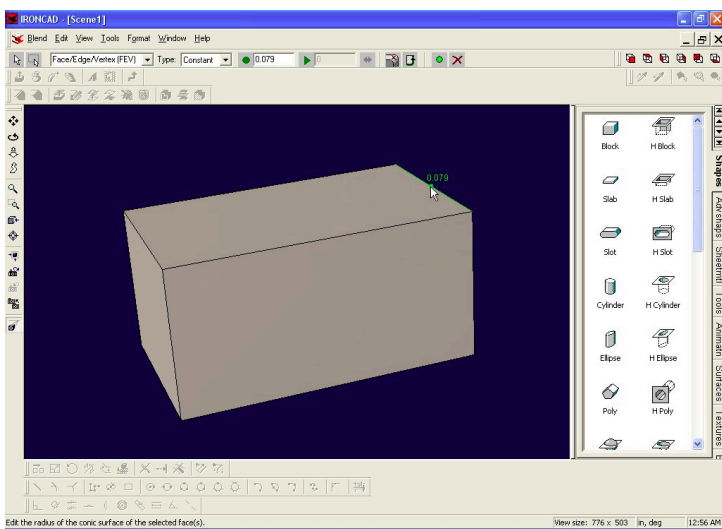 IRONCAD - [Scene1]
Blend Edit View Tools Format Window Help
Face/Edge/Vertex (FEV) Type: Constant 0.079 0
0.079
Block H Block
Slab H Slab
Slot H Slot
Cylinder H Cylinder
Ellipse H Ellipse
Poly H Poly
Shapes
Advshaps
Sheetmtl
Tools
Animatn
Surfaces
Textures
Edit the radius of the conic surface of the selected face(s). View size: 776 x 503 in, deg 12:56 AM